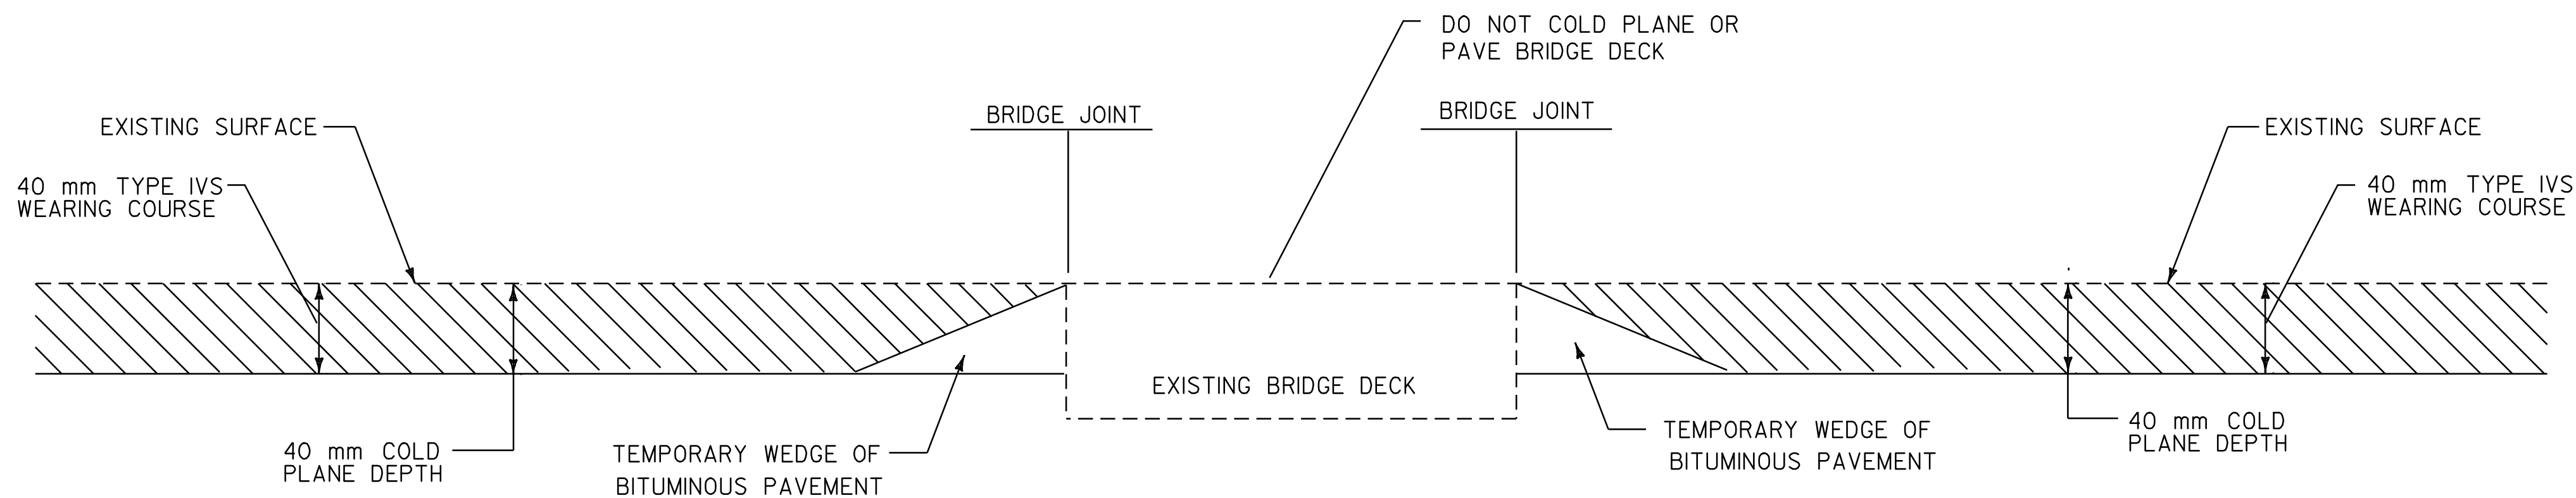 DO NOT COLD PLANE OR
PAVE BRIDGE DECK
BRIDGE JOINT
BRIDGE JOINT
EXISTING SURFACE
EXISTING SURFACE
40 mm TYPE IVS
WEARING COURSE
40 mm TYPE IVS
WEARING COURSE
EXISTING BRIDGE DECK
40 mm COLD
PLANE DEPTH
TEMPORARY WEDGE OF
BITUMINOUS PAVEMENT
TEMPORARY WEDGE OF
BITUMINOUS PAVEMENT
40 mm COLD
PLANE DEPTH